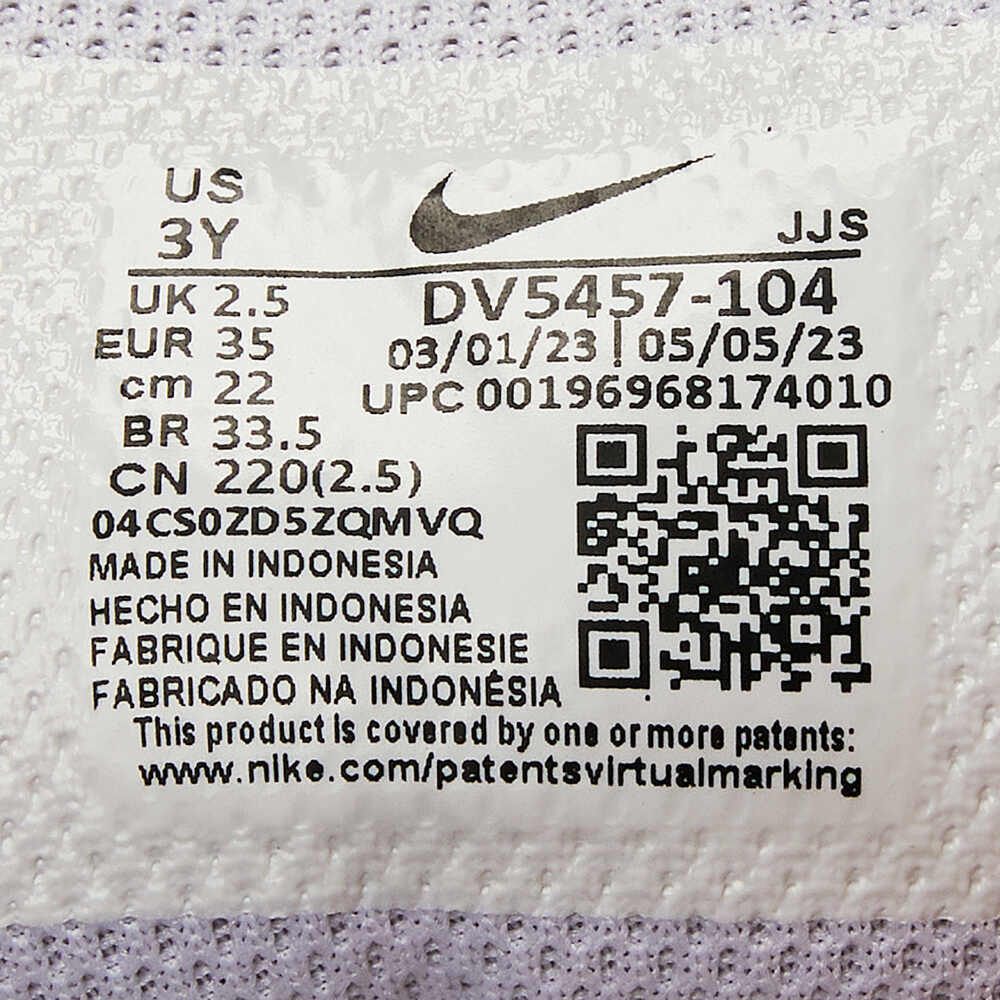 US
3Y
JJS
UK 2.5
EUR 35
cm 22
BR 33.5
CN 220(2.5)
DV5457-104
03/01/23 | 05/05/23
UPC 00196968174010
04CS0ZD5ZQMVQ
MADE IN INDONESIA
HECHO EN INDONESIA
FABRIQUE EN INDONESIE
FABRICADO NA INDONÉSIA
This product is covered by one or more patents:
www.nike.com/patentsvirtualmarking